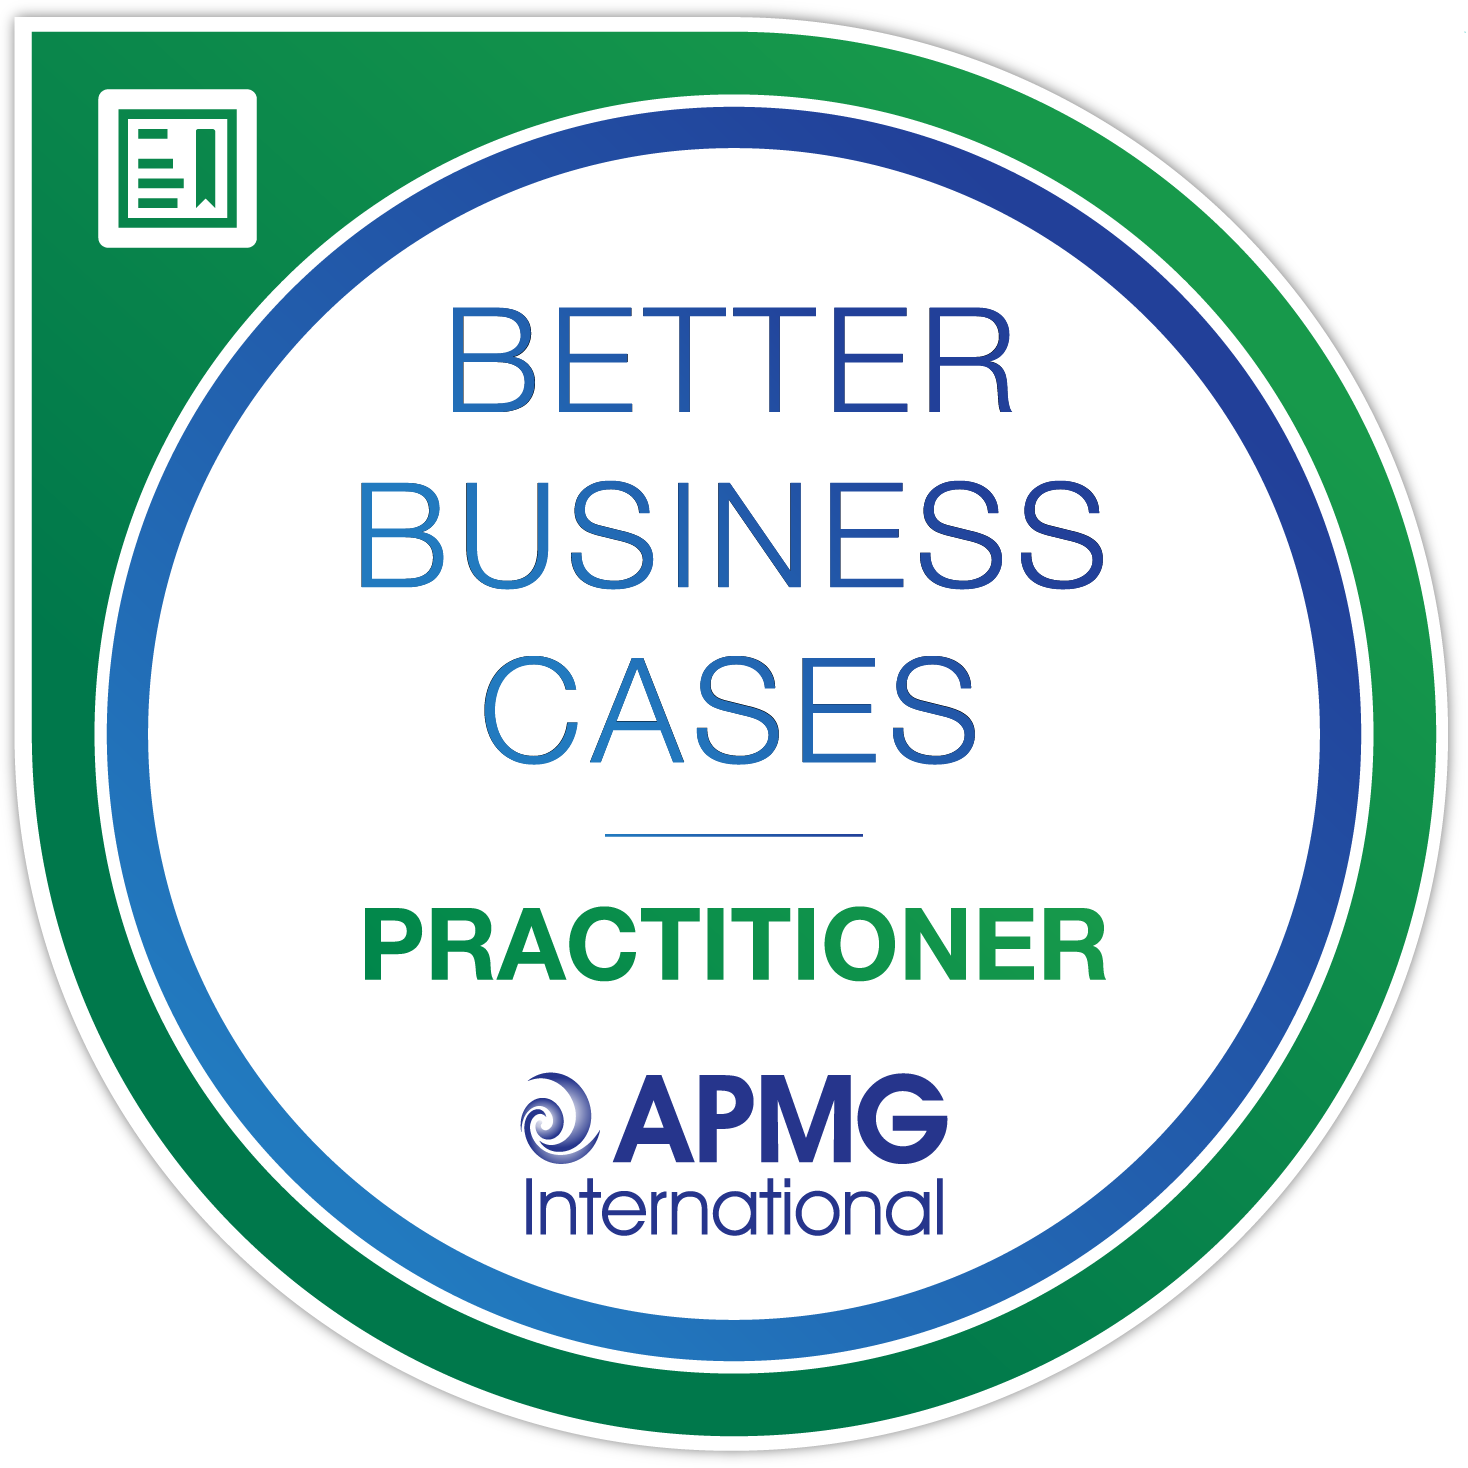 BETTER
BUSINESS
CASES
PRACTITIONER
APMG
International